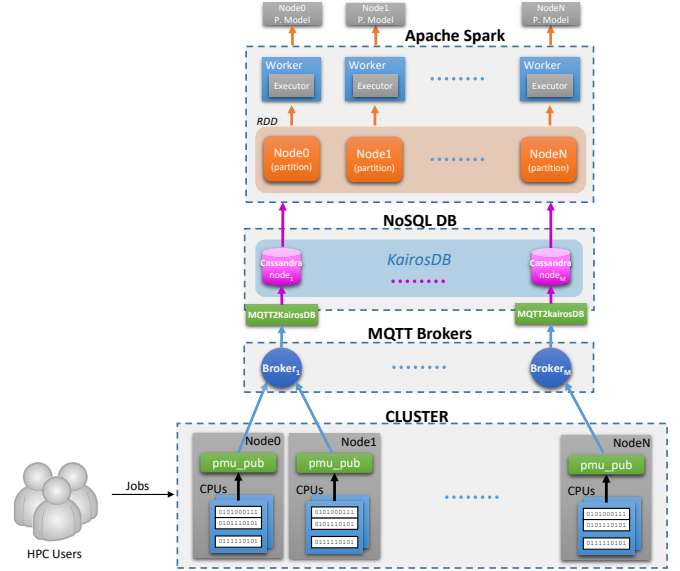 Node0
P. Model
Node1
P. Model
NodeN
P. Model
Apache Spark
Worker
Executor
Worker
Executor
Worker
Executor
RDD
Node0
(partition)
Node1
(partition)
NodeN
(partition)
NoSQL DB
Cassandra
node1
KairosDB
Cassandra
nodeM
MQTT2KairosDB
MQTT2kairosDB
MQTT Brokers
Broker1
BrokerM
CLUSTER
Node0
pmu_pub
CPUs
0101000111
0101110101
0111110101
Node1
pmu_pub
CPUs
0101000111
0101110101
0111110101
NodeN
pmu_pub
CPUs
0101000111
0101110101
0111110101
Jobs
HPC Users